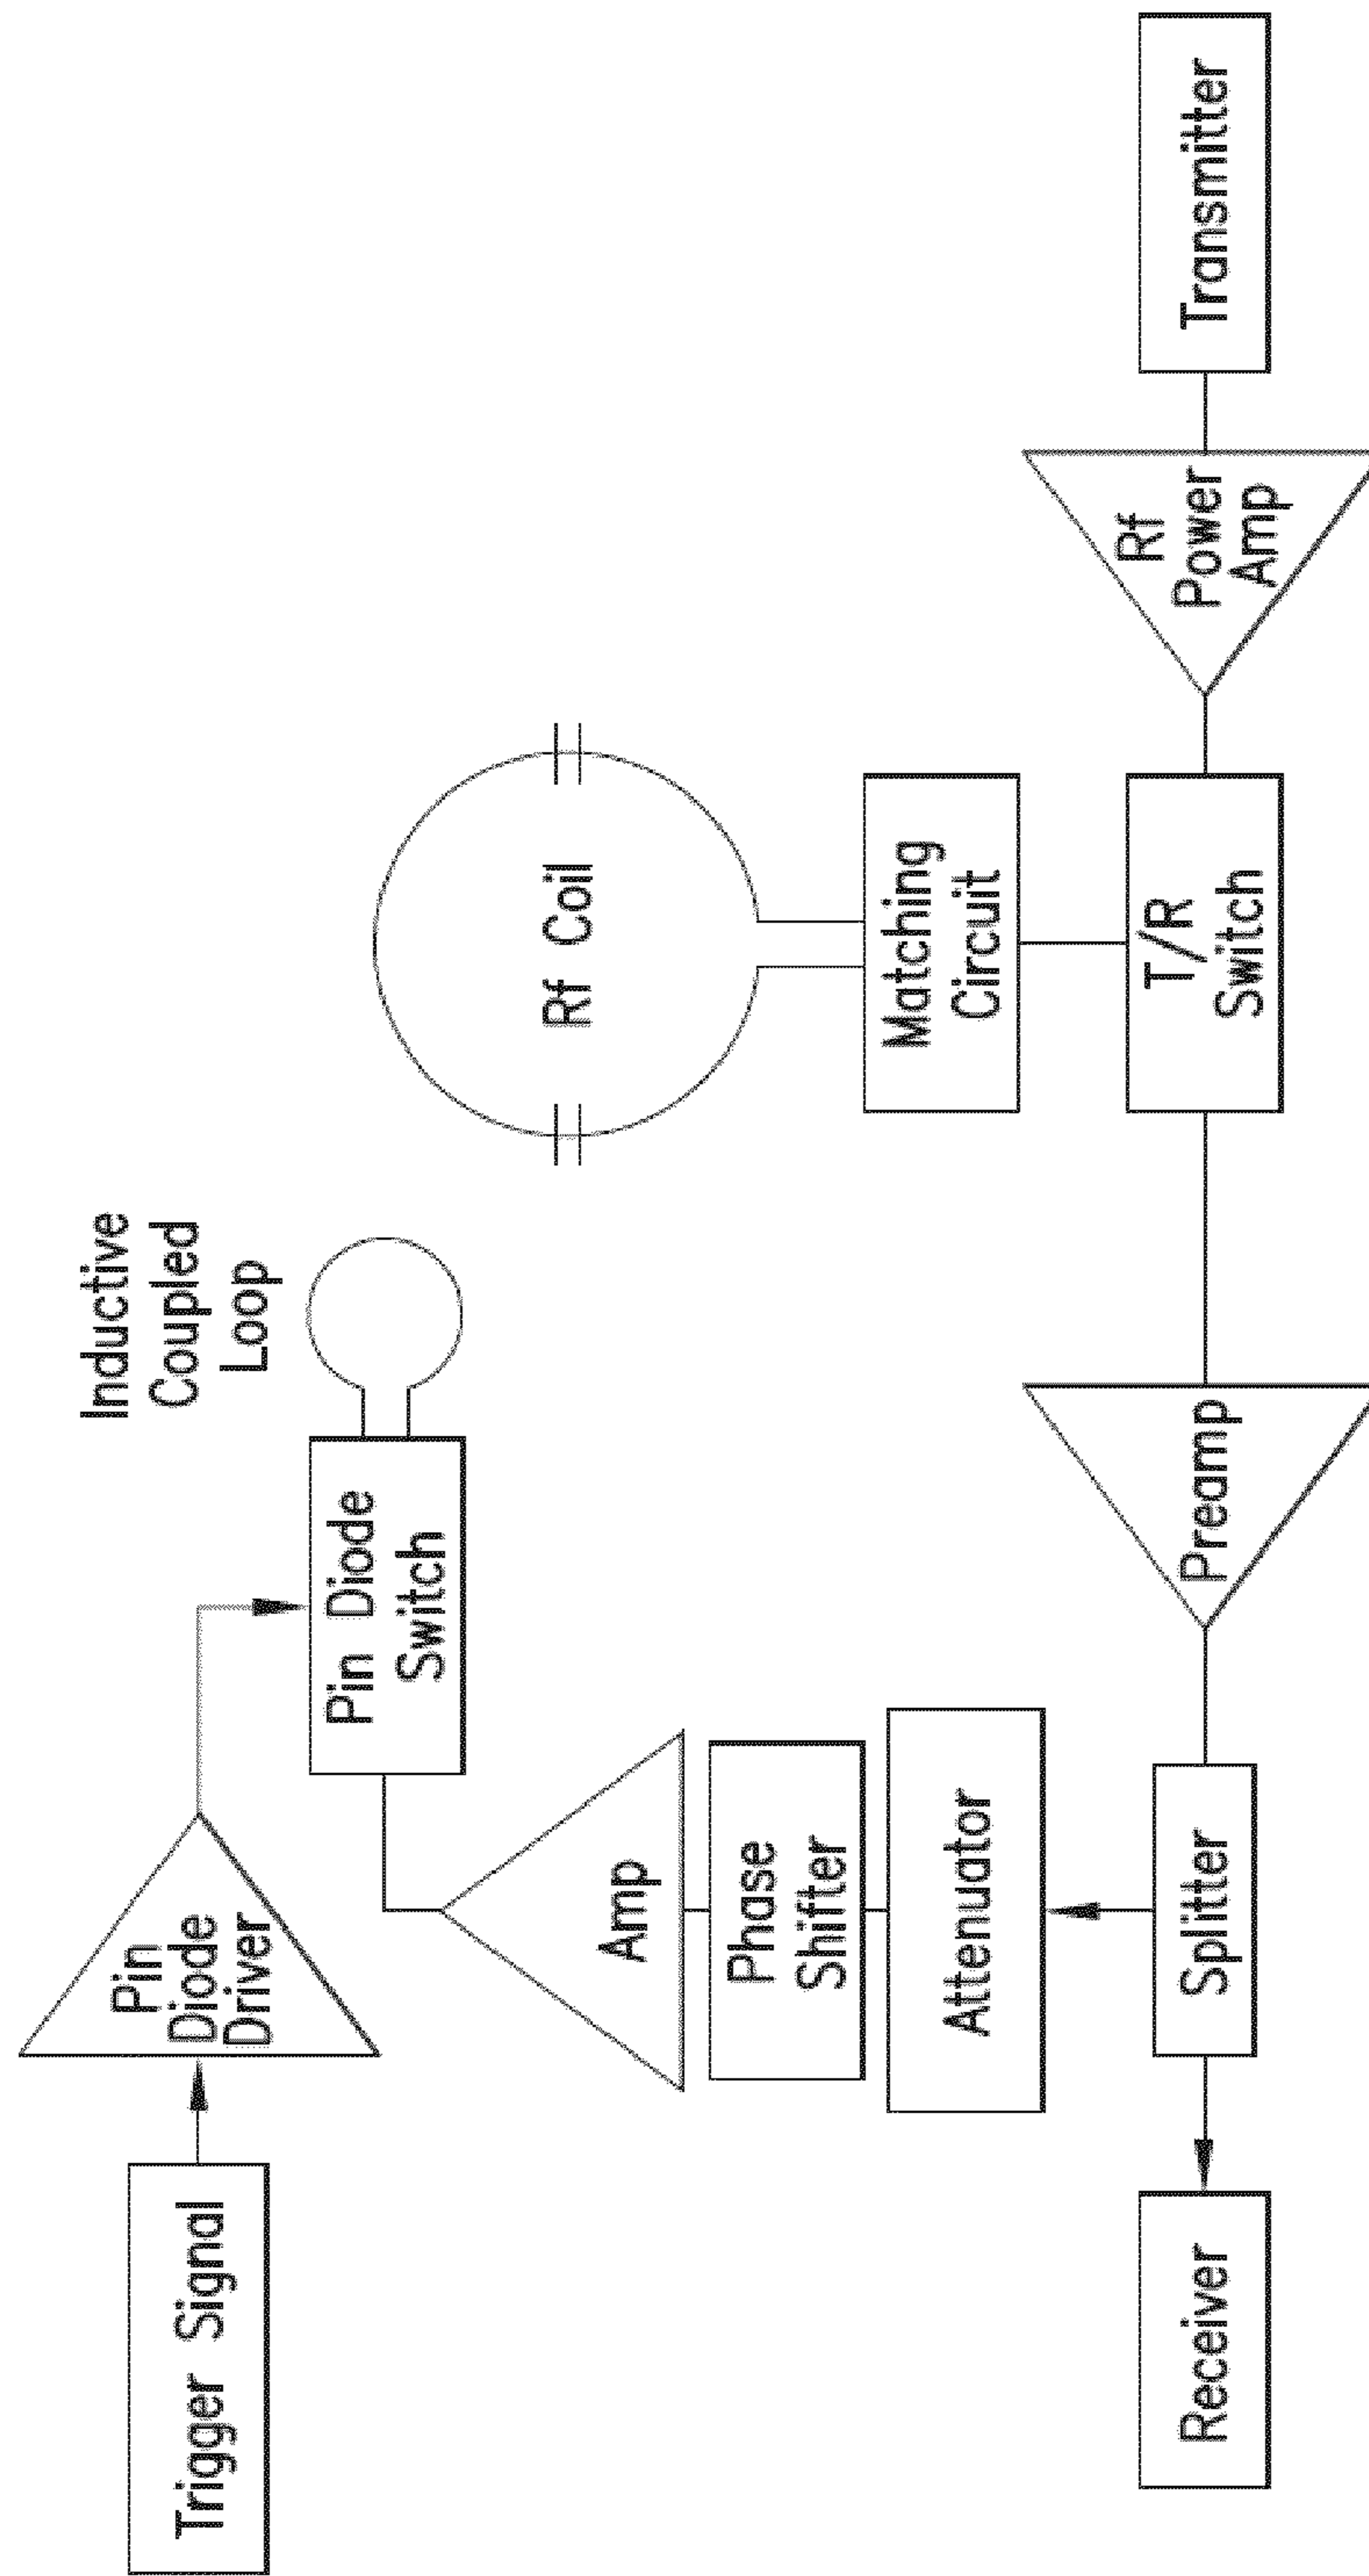 Trigger Signal
Pin
Diode
Driver
Inductive
Coupled
Loop
Pin Diode
Switch
Rf Coil
Amp
Phase
Shifter
Attenuator
Matching
Circuit
Receiver
Splitter
Preamp
T/R
Switch
Rf
Power
Amp
Transmitter